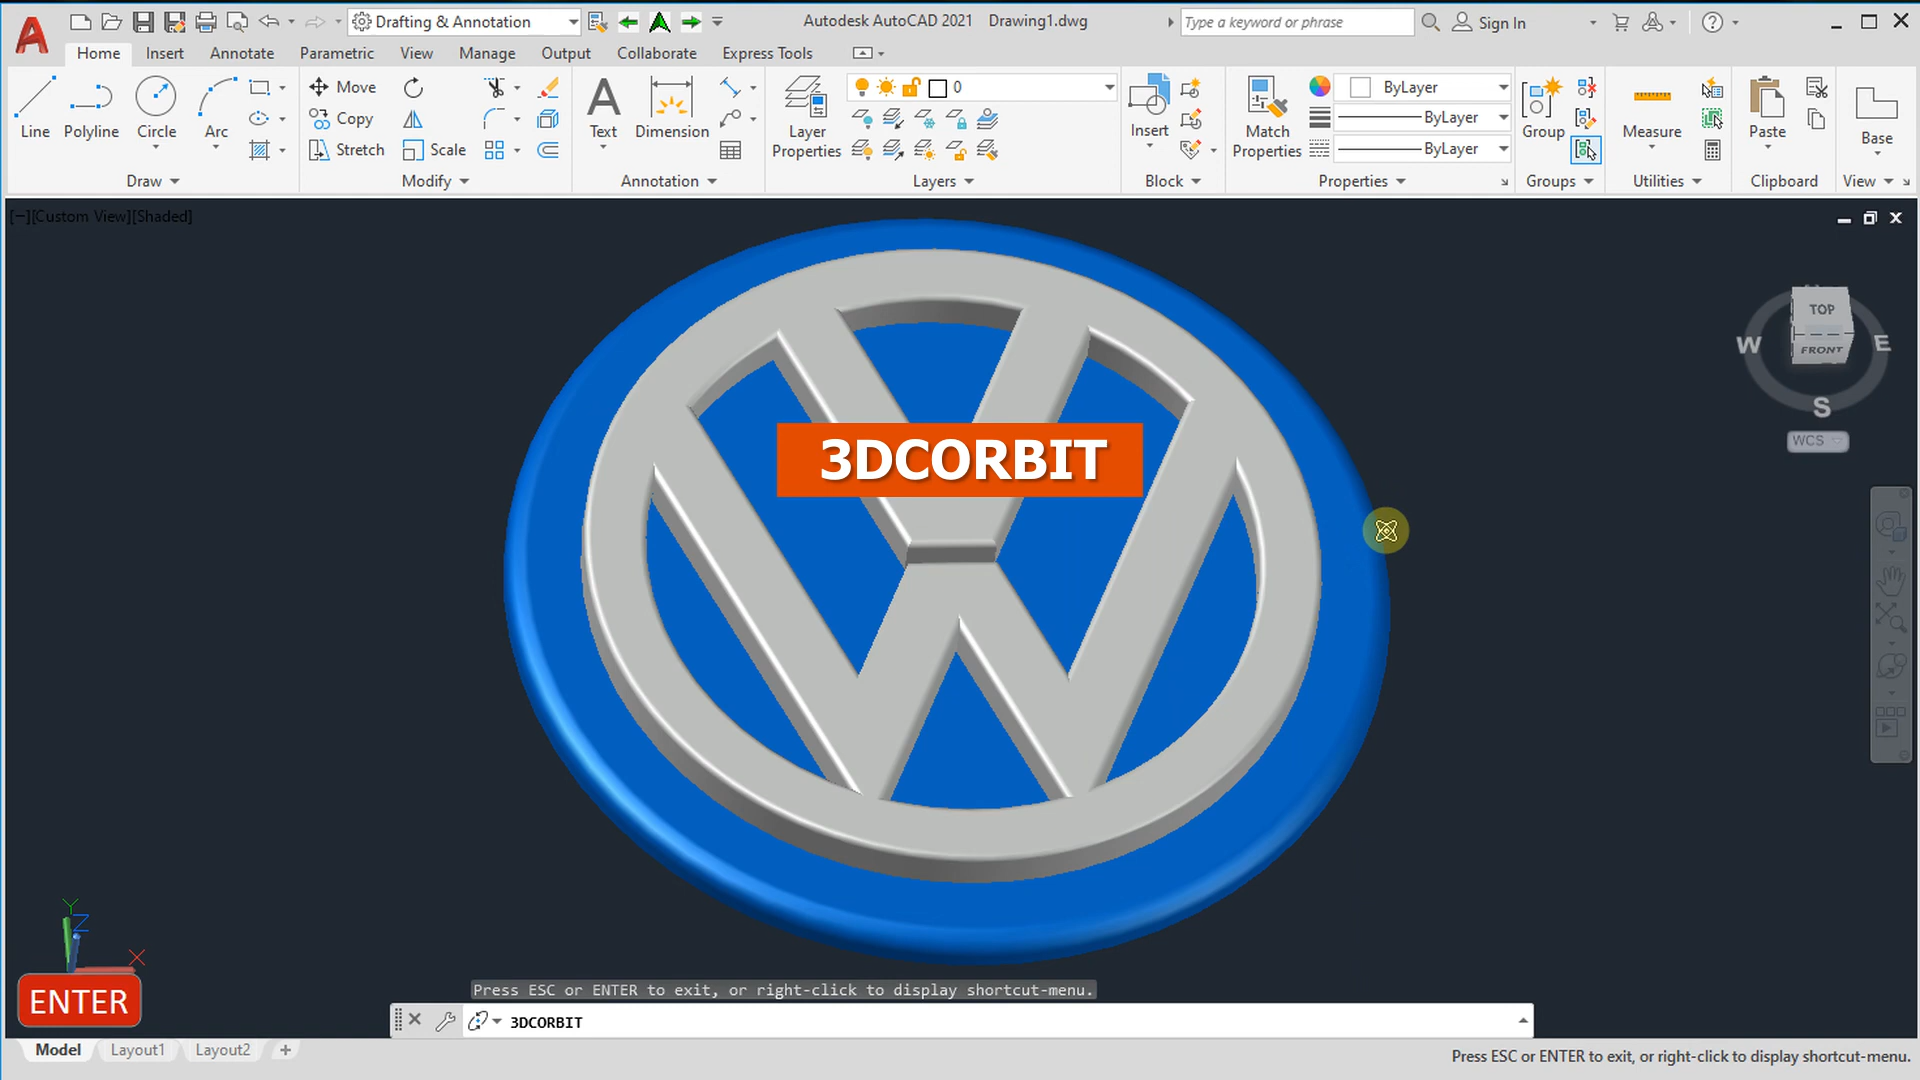 Drafting & Annotation
Autodesk AutoCAD 2021 Drawing1.dwg
Type a keyword or phrase
Sign In
Home Insert Annotate Parametric View Manage Output Collaborate Express Tools
Line
Polyline
Circle
Arc
Move
Copy
Stretch
Scale
Text
Dimension
Layer
Properties
0
Insert
Match
Properties
ByLayer
ByLayer
ByLayer
Group
Measure
Paste
Base
Draw
Modify
Annotation
Layers
Block
Properties
Groups
Utilities
Clipboard
View
[−][Custom View][Shaded]
TOP
FRONT
W
E
S
WCS
3DCORBIT
Y
Z
X
ENTER
Press ESC or ENTER to exit, or right-click to display shortcut-menu.
3DCORBIT
Model Layout1 Layout2 +
Press ESC or ENTER to exit, or right-click to display shortcut-menu.